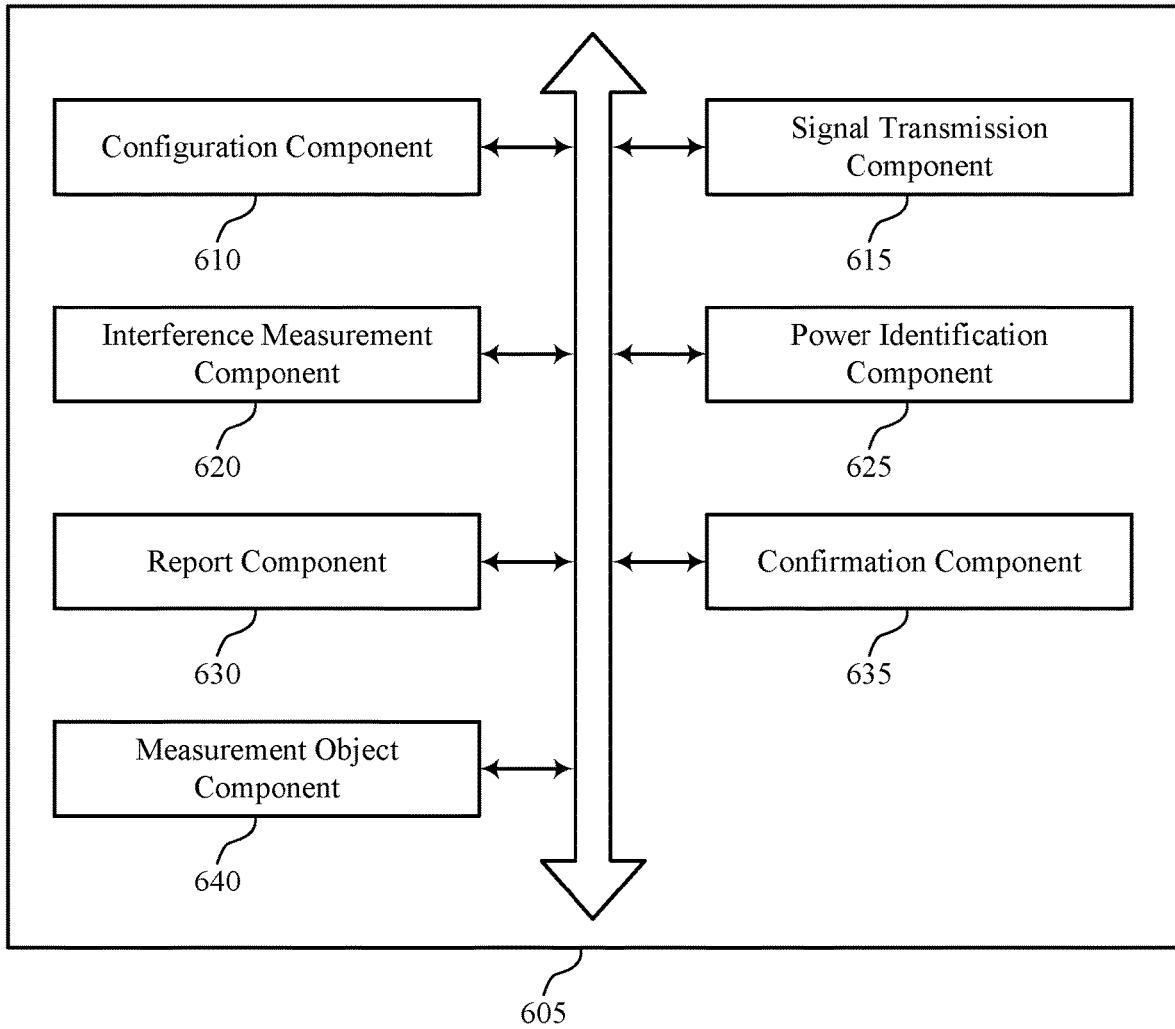 Configuration Component
610
Signal Transmission
Component
615
Interference Measurement
Component
620
Power Identification
Component
625
Report Component
630
Confirmation Component
635
Measurement Object
Component
640
605